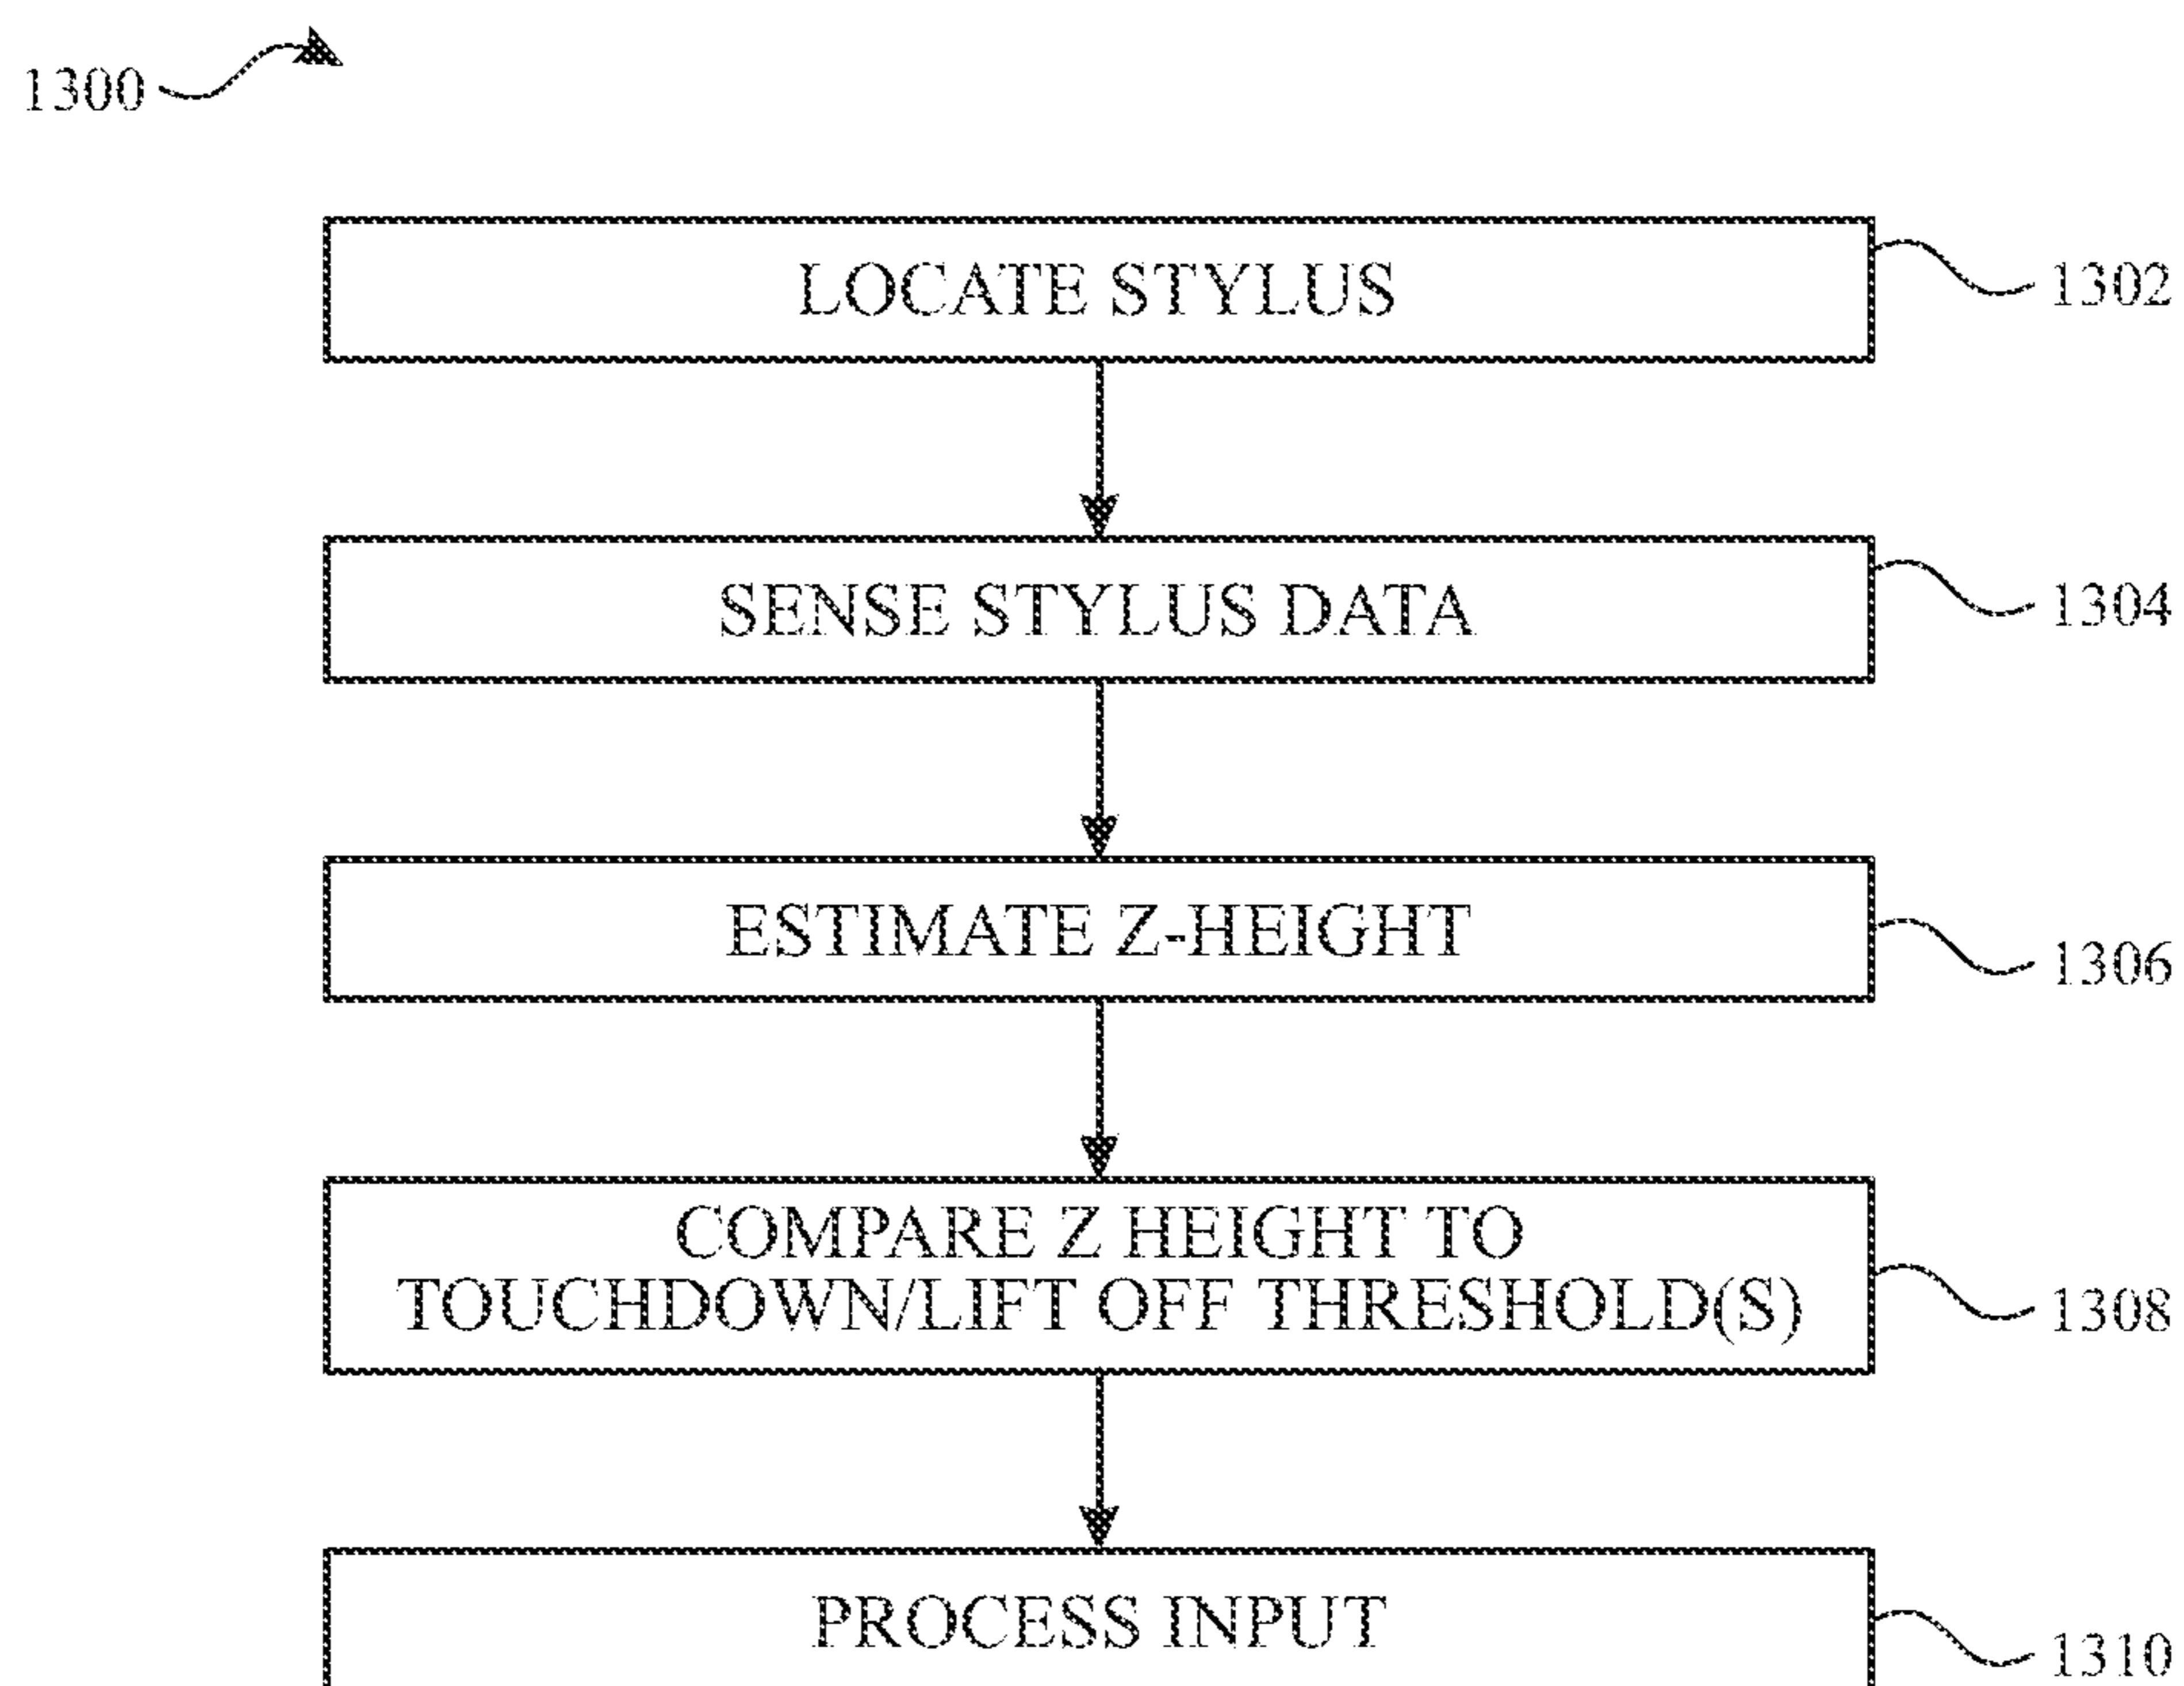 1300
LOCATE STYLUS
1302
SENSE STYLUS DATA
1304
ESTIMATE Z-HEIGHT
1306
COMPARE Z HEIGHT TO
TOUCHDOWN/LIFT OFF THRESHOLD(S)
1308
PROCESS INPUT
1310